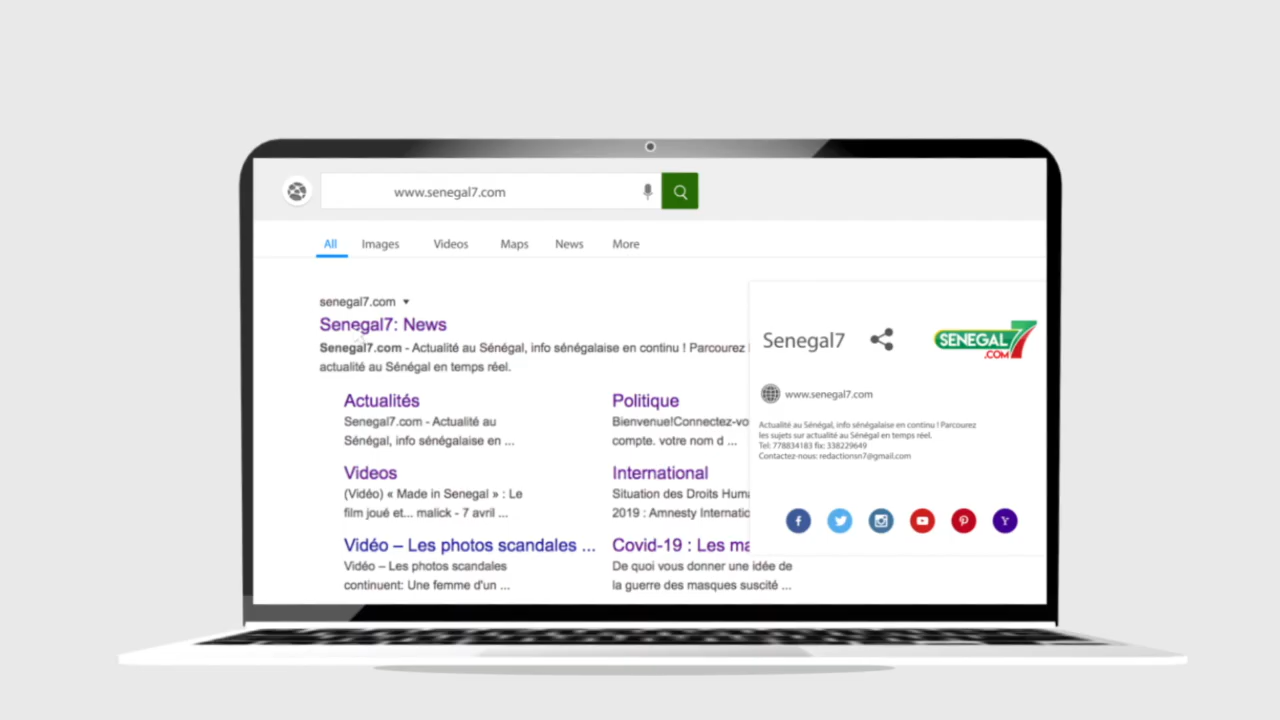 www.senegal7.com
All Images Videos Maps News More
senegal7.com
Senegal7: News
Senegal7.com - Actualité au Sénégal, info sénégalaise en continu ! Parcourez
actualité au Sénégal en temps réel.
Actualités
Senegal7.com - Actualité au
Sénégal, info sénégalaise en ...
Politique
Bienvenue!Connectez-vo
compte. votre nom d ...
Videos
(Vidéo) « Made in Senegal » : Le
film joué et... malick - 7 avril ...
International
Situation des Droits Huma
2019 : Amnesty Internatio
Vidéo – Les photos scandales ...
Vidéo – Les photos scandales
continuent: Une femme d'un ...
Covid-19 : Les ma
De quoi vous donner une idée de
la guerre des masques suscité ...
Senegal7
SENEGAL 7
.COM
www.senegal7.com
Actualité au Sénégal, info sénégalaise en continu ! Parcourez
les sujets sur actualité au Sénégal en temps réel.
Tel: 778834183 fix: 338229649
Contactez-nous: redactionsn7@gmail.com